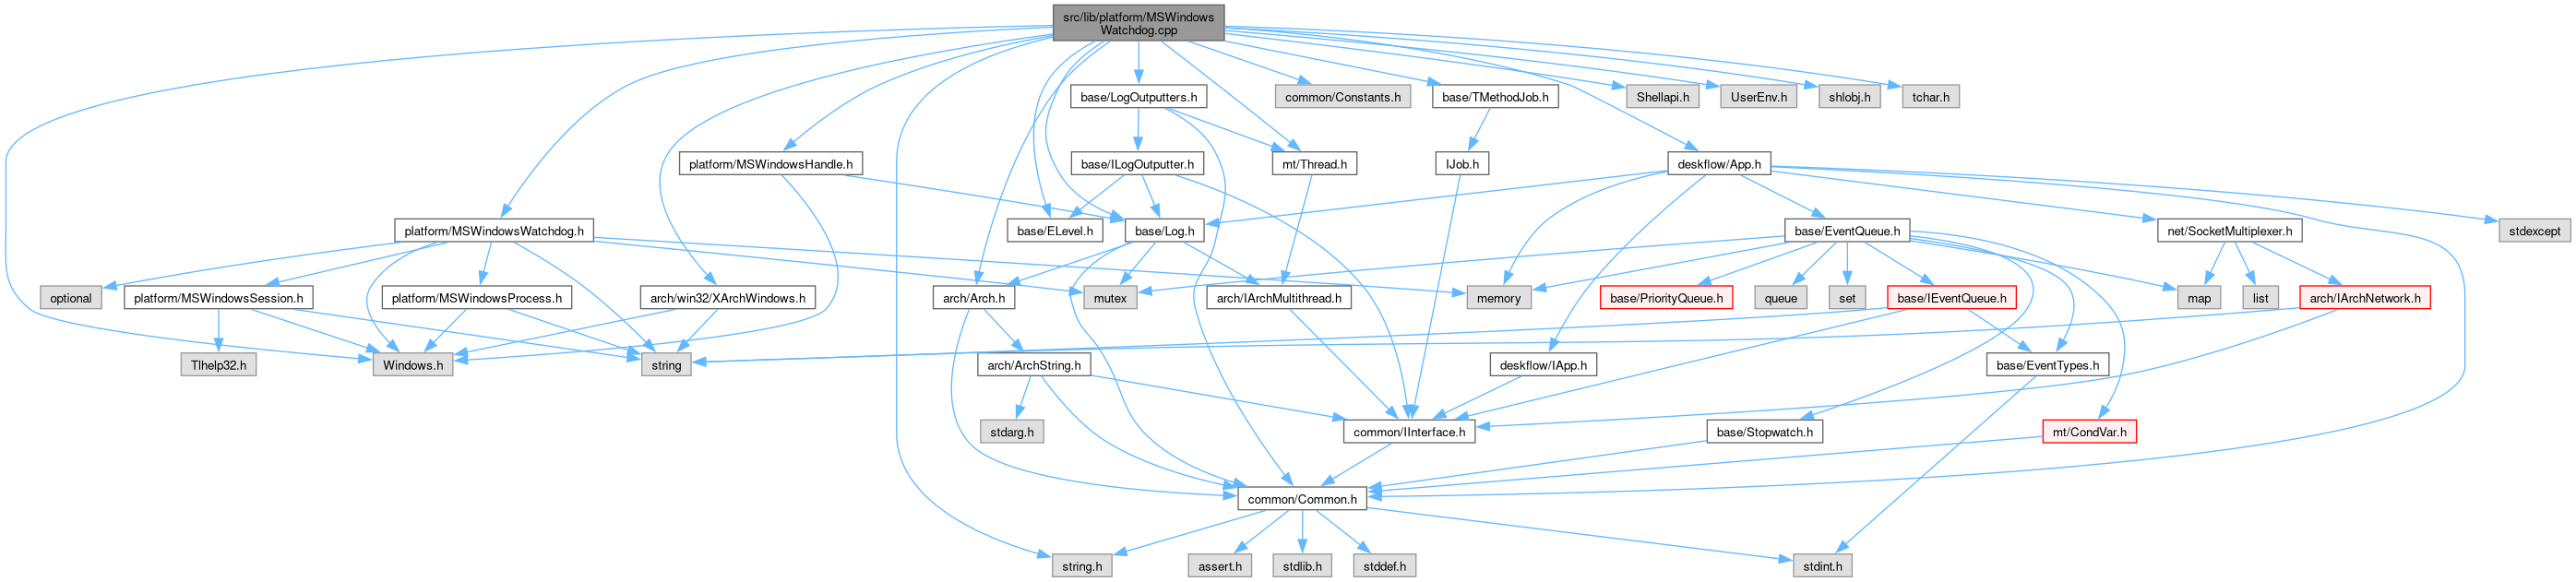 src/lib/platform/MSWindows
Watchdog.cpp
base/LogOutputters.h
common/Constants.h
base/TMethodJob.h
Shellapi.h
UserEnv.h
shlobj.h
tchar.h
platform/MSWindowsHandle.h
base/ILogOutputter.h
mt/Thread.h
IJob.h
deskflow/App.h
platform/MSWindowsWatchdog.h
base/ELevel.h
base/Log.h
base/EventQueue.h
net/SocketMultiplexer.h
stdexcept
optional
platform/MSWindowsSession.h
platform/MSWindowsProcess.h
arch/win32/XArchWindows.h
arch/Arch.h
mutex
arch/IArchMultithread.h
memory
base/PriorityQueue.h
queue
set
base/IEventQueue.h
map
list
arch/IArchNetwork.h
Tlhelp32.h
Windows.h
string
arch/ArchString.h
deskflow/IApp.h
base/EventTypes.h
stdarg.h
common/IInterface.h
base/Stopwatch.h
mt/CondVar.h
common/Common.h
string.h
assert.h
stdlib.h
stddef.h
stdint.h